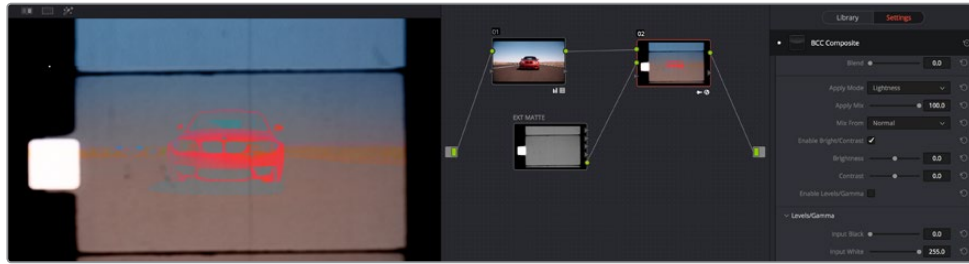 Library Settings
BCC Composite
Blend 0.0
Apply Mode Lightness
Apply Mix 100.0
Mix From Normal
Enable Bright/Contrast
Brightness 0.0
Contrast 0.0
Enable Levels/Gamma
Levels/Gamma
Input Black 0.0
Input White 255.0
01
02
EXT MATTE